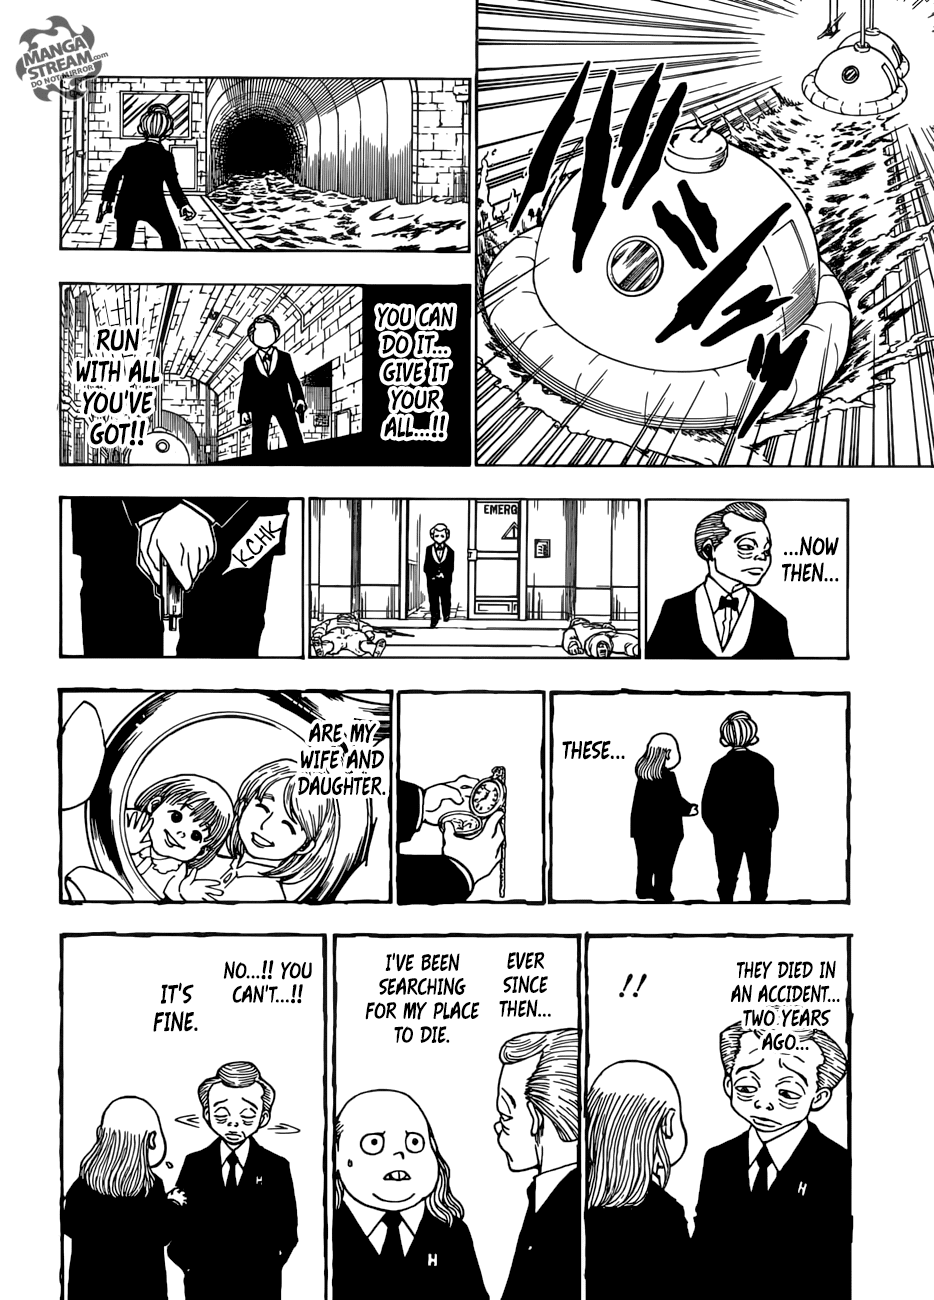 MANGA
STREAM.com
DO NOT MIRROR
YOU CAN
DO IT...
GIVE IT
YOUR
ALL...!!
RUN
WITH ALL
YOU'VE
GOT!!
...NOW
THEN...
EMERG
KCHK
THESE...
ARE MY
WIFE AND
DAUGHTER.
THEY DIED IN
AN ACCIDENT...
TWO YEARS
AGO...
!!
H
EVER
SINCE
THEN...
I'VE BEEN
SEARCHING
FOR MY PLACE
TO DIE.
H
NO...!! YOU
CAN'T...!!
IT'S
FINE.
H